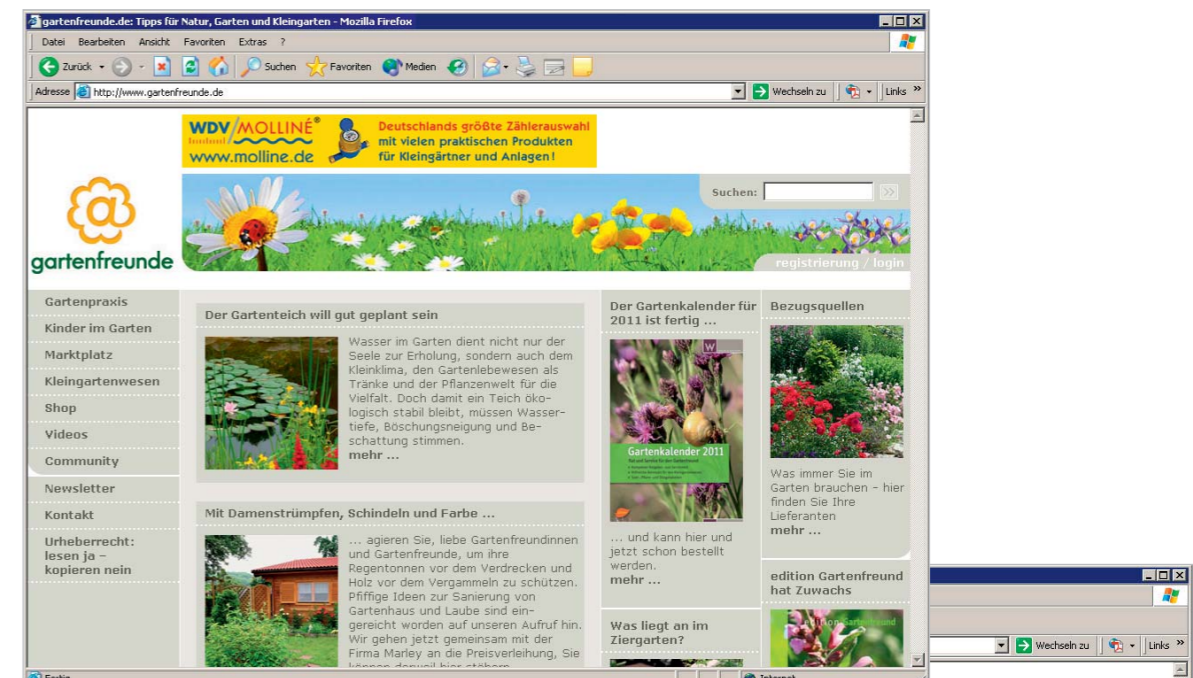 gartenfreunde.de: Tipps für Natur, Garten und Kleingarten - Mozilla Firefox
Datei Bearbeiten Ansicht Favoriten Extras ?
Zurück Suchen Favoriten Medien
Adresse http://www.gartenfreunde.de Wechseln zu Links »
WDV/MOLLINÉ®
www.molline.de
Deutschlands größte Zählerauswahl
mit vielen praktischen Produkten
für Kleingärtner und Anlagen!
Suchen: >>
gartenfreunde
registrierung / login
Gartenpraxis
Kinder im Garten
Marktplatz
Kleingartenwesen
Shop
Videos
Community
Newsletter
Kontakt
Urheberrecht:
lesen ja –
kopieren nein
Der Gartenteich will gut geplant sein
Wasser im Garten dient nicht nur der
Seele zur Erholung, sondern auch dem
Kleinklima, den Gartenlebewesen als
Tränke und der Pflanzenwelt für die
Vielfalt. Doch damit ein Teich öko-
logisch stabil bleibt, müssen Wasser-
tiefe, Böschungsneigung und Be-
schattung stimmen.
mehr ...
Mit Damenstrümpfen, Schindeln und Farbe ...
... agieren Sie, liebe Gartenfreundinnen
und Gartenfreunde, um ihre
Regentonnen vor dem Verdrecken und
Holz vor dem Vergammeln zu schützen.
Pfiffige Ideen zur Sanierung von
Gartenhaus und Laube sind ein-
gereicht worden auf unseren Aufruf hin.
Wir gehen jetzt gemeinsam mit der
Firma Marley an die Preisverleihung, Sie
können derweil hier stöbern
Der Gartenkalender für
2011 ist fertig ...
W
Gartenkalender 2011
... und kann hier und
jetzt schon bestellt
werden.
mehr ...
Was liegt an im
Ziergarten?
Bezugsquellen
Was immer Sie im
Garten brauchen – hier
finden Sie Ihre
Lieferanten
mehr ...
edition Gartenfreund
hat Zuwachs
edition Gartenfreund
Fertig Internet
Wechseln zu Links »